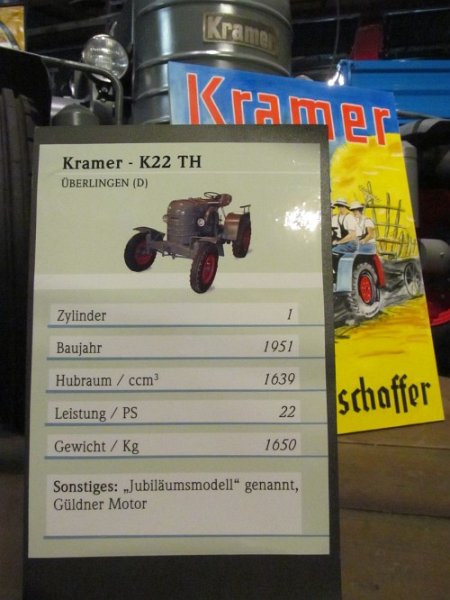 Kramer
Kramer
schaffer
Kramer - K22 TH
ÜBERLINGEN (D)
Zylinder 1
Baujahr 1951
Hubraum / ccm³ 1639
Leistung / PS 22
Gewicht / Kg 1650
Sonstiges: „Jubiläumsmodell“ genannt,
Güldner Motor